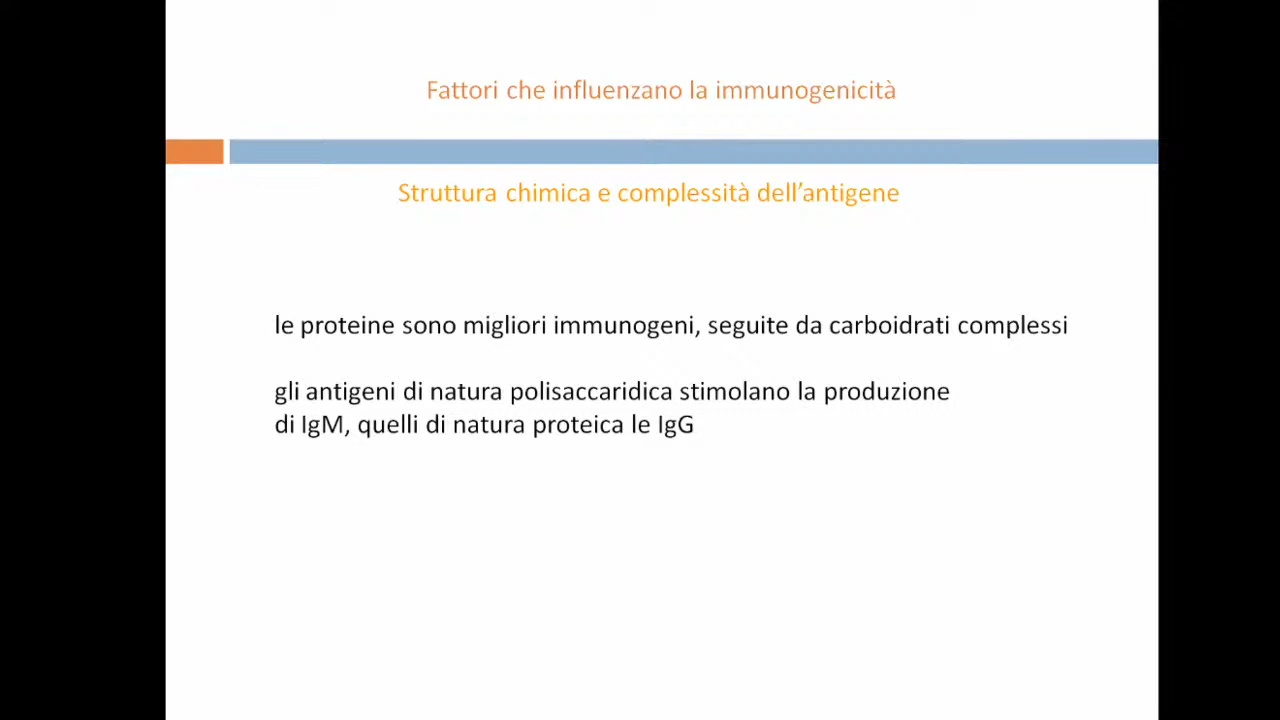 Fattori che influenzano la immunogenicità
Struttura chimica e complessità dell’antigene
le proteine sono migliori immunogeni, seguite da carboidrati complessi
gli antigeni di natura polisaccaridica stimolano la produzione
di IgM, quelli di natura proteica le IgG